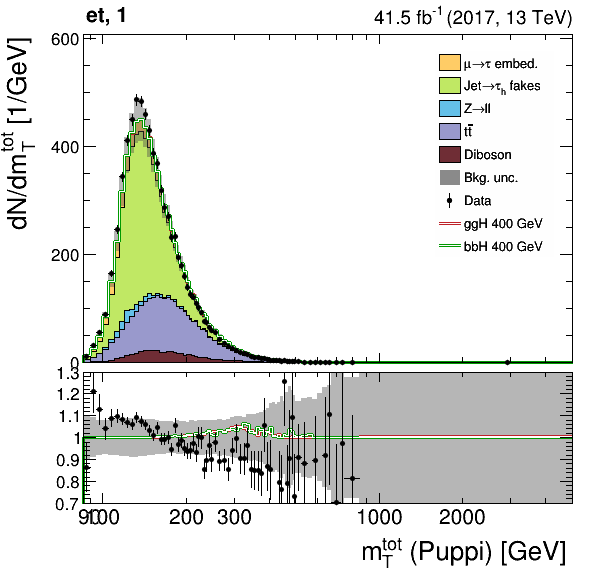 et, 1
41.5 fb⁻¹ (2017, 13 TeV)
dN/dm_T^tot [1/GeV]
600
400
200
0
μ→τ embed.
Jet→τ_h fakes
Z→ll
tt̄
Diboson
Bkg. unc.
Data
ggH 400 GeV
bbH 400 GeV
1.3
1.2
1.1
1
0.9
0.8
0.7
90 100 200 300 1000 2000
m_T^tot (Puppi) [GeV]